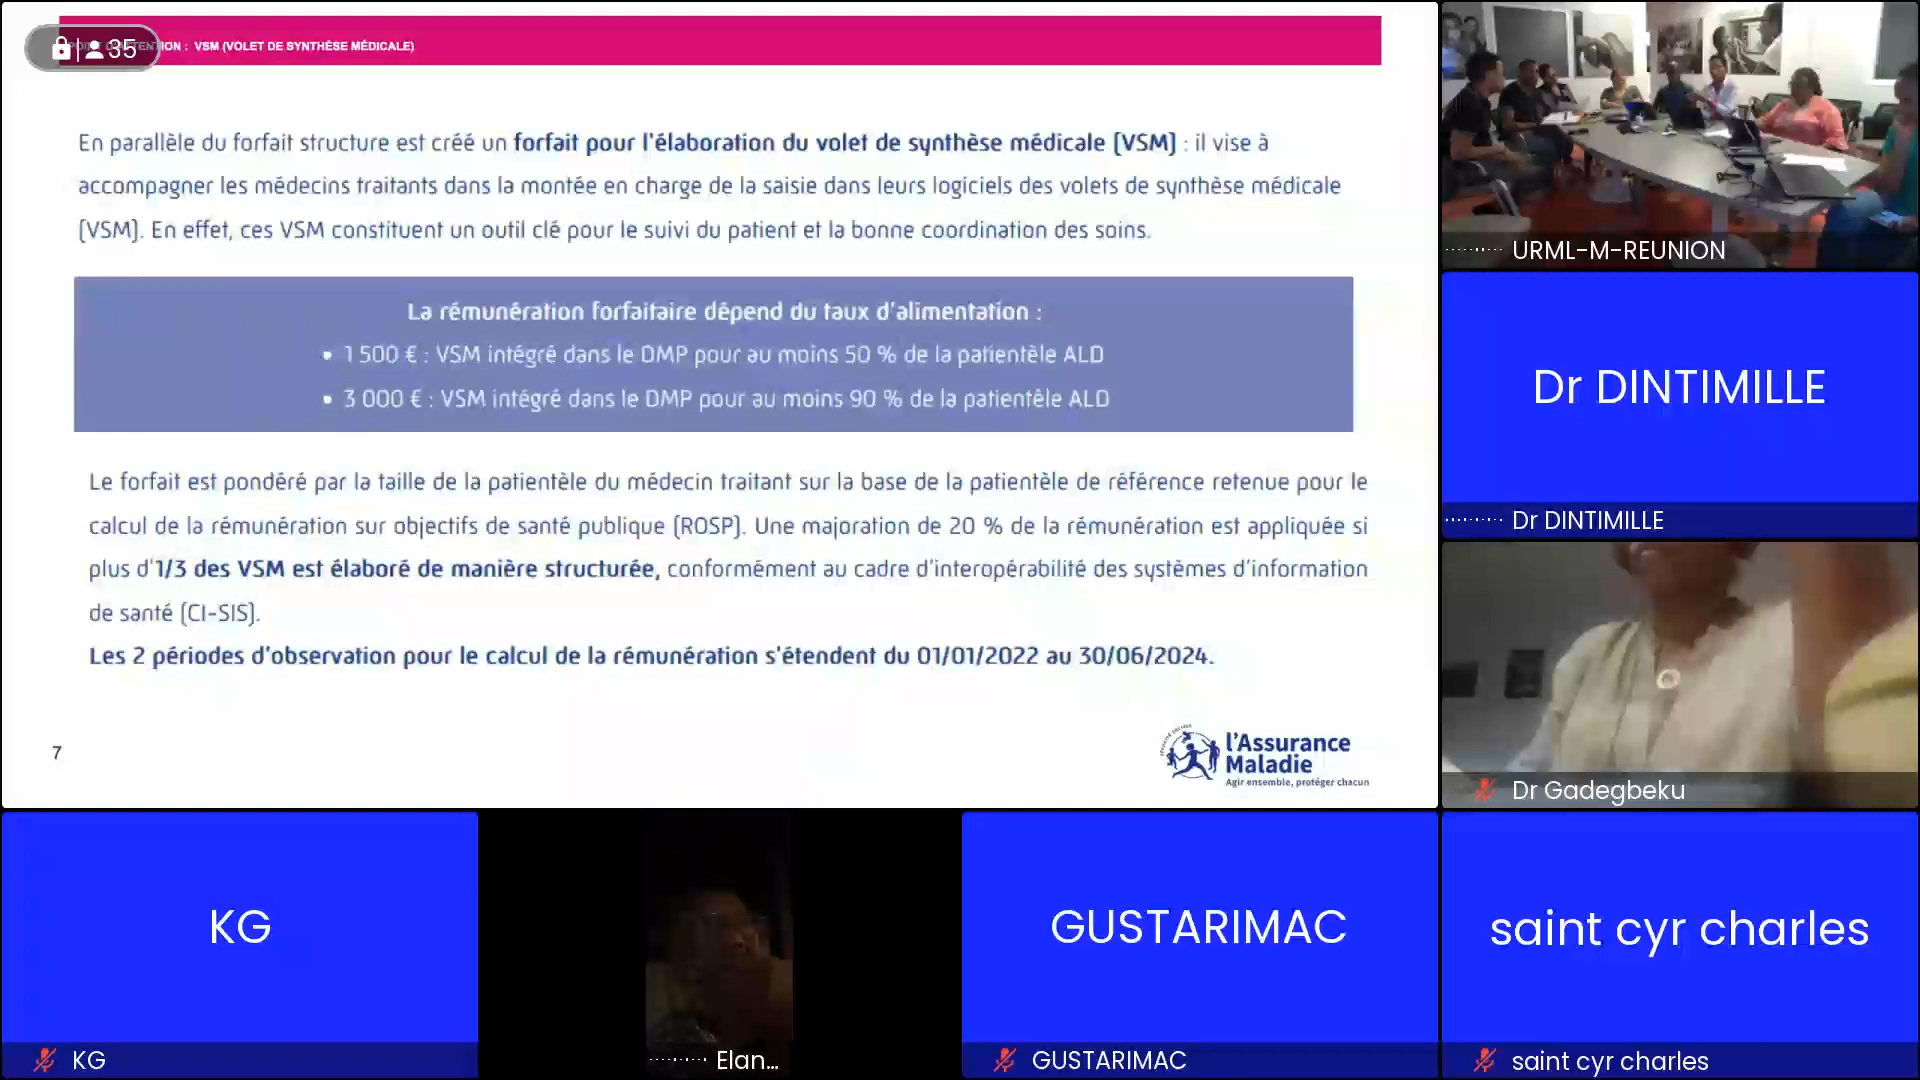 POINT D'ATTENTION : VSM (VOLET DE SYNTHÈSE MÉDICALE)
35
En parallèle du forfait structure est créé un forfait pour l'élaboration du volet de synthèse médicale (VSM) : il vise à
accompagner les médecins traitants dans la montée en charge de la saisie dans leurs logiciels des volets de synthèse médicale
(VSM). En effet, ces VSM constituent un outil clé pour le suivi du patient et la bonne coordination des soins.
La rémunération forfaitaire dépend du taux d'alimentation :
• 1 500 € : VSM intégré dans le DMP pour au moins 50 % de la patientèle ALD
• 3 000 € : VSM intégré dans le DMP pour au moins 90 % de la patientèle ALD
Le forfait est pondéré par la taille de la patientèle du médecin traitant sur la base de la patientèle de référence retenue pour le
calcul de la rémunération sur objectifs de santé publique (ROSP). Une majoration de 20 % de la rémunération est appliquée si
plus d'1/3 des VSM est élaboré de manière structurée, conformément au cadre d'interopérabilité des systèmes d'information
de santé (CI-SIS).
Les 2 périodes d'observation pour le calcul de la rémunération s'étendent du 01/01/2022 au 30/06/2024.
7
l'Assurance
Maladie
Agir ensemble, protéger chacun
URML-M-REUNION
Dr DINTIMILLE
Dr DINTIMILLE
Dr Gadegbeku
KG
KG
Elan...
GUSTARIMAC
GUSTARIMAC
saint cyr charles
saint cyr charles